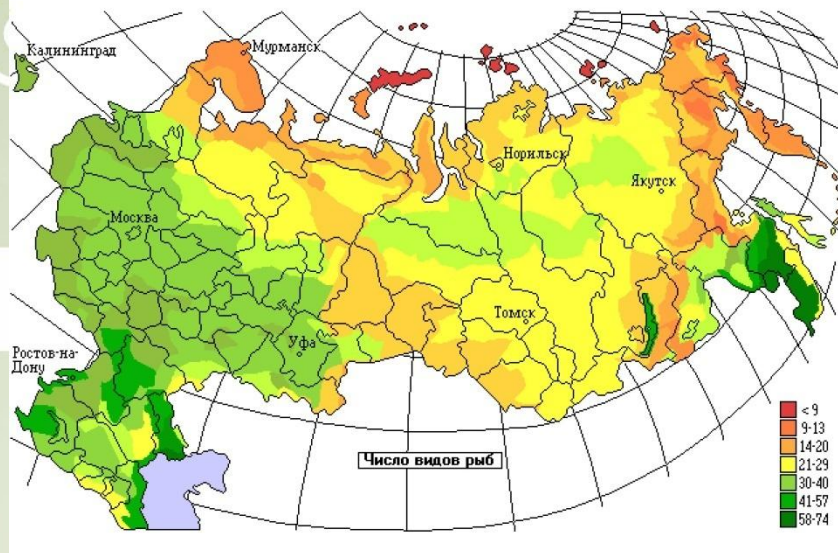 Калининград
Мурманск
Норильск
Якутск
Москва
Томск
Уфа
Ростов-на-
Дону
Число видов рыб
< 9
9-13
14-20
21-29
30-40
41-57
58-74